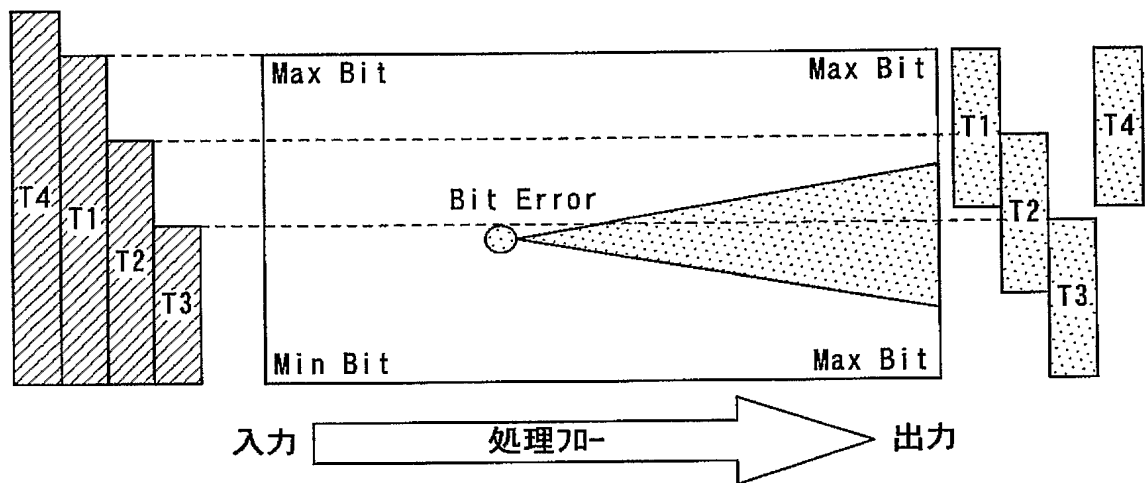 Max Bit
Max Bit
T1
T4
T4
T1
T2
T3
Bit Error
T2
T3
Min Bit
Max Bit
入力
処理フロー
出力